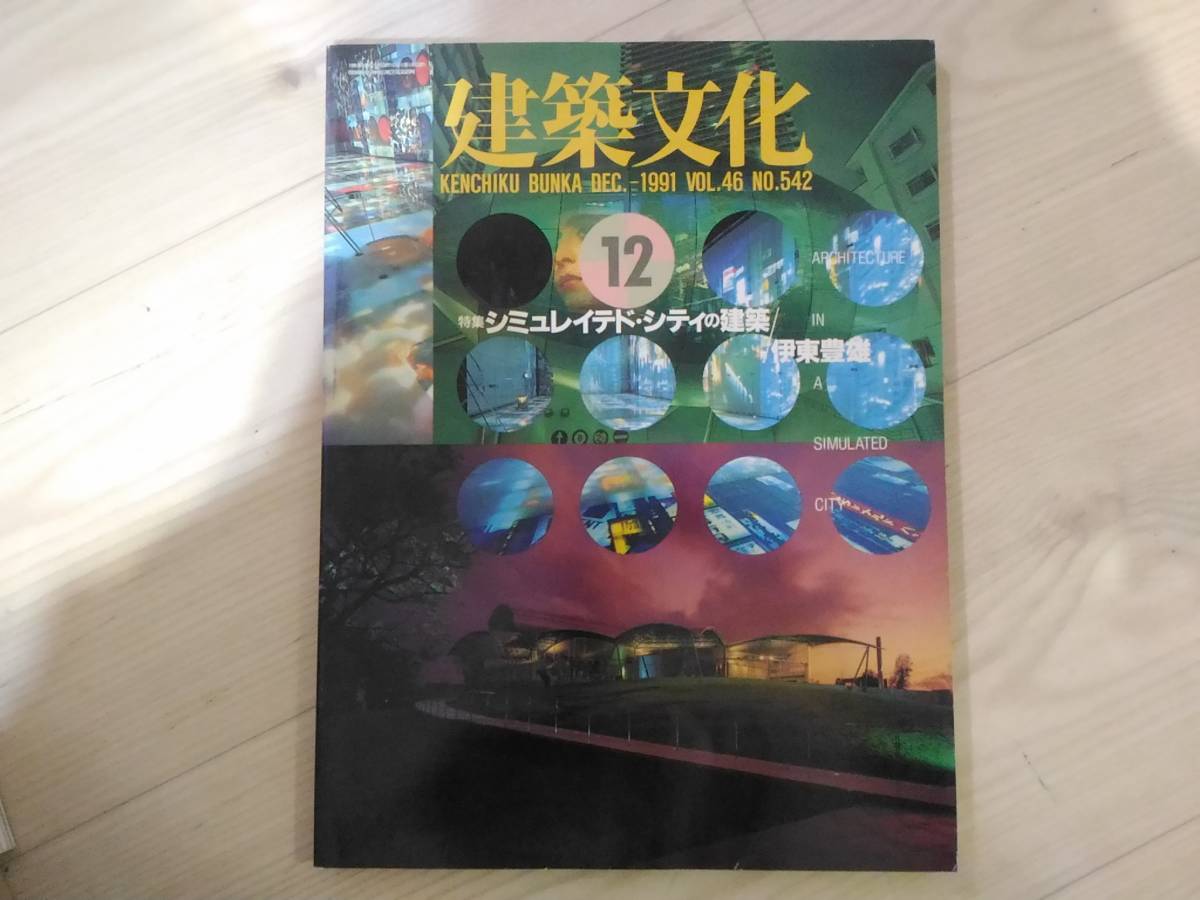 建築文化
KENCHIKU BUNKA DEC.-1991 VOL.46 NO.542
12
ARCHITECTURE
特集 シミュレイテド・シティの建築/
IN
/伊東豊雄
A
SIMULATED
CITY